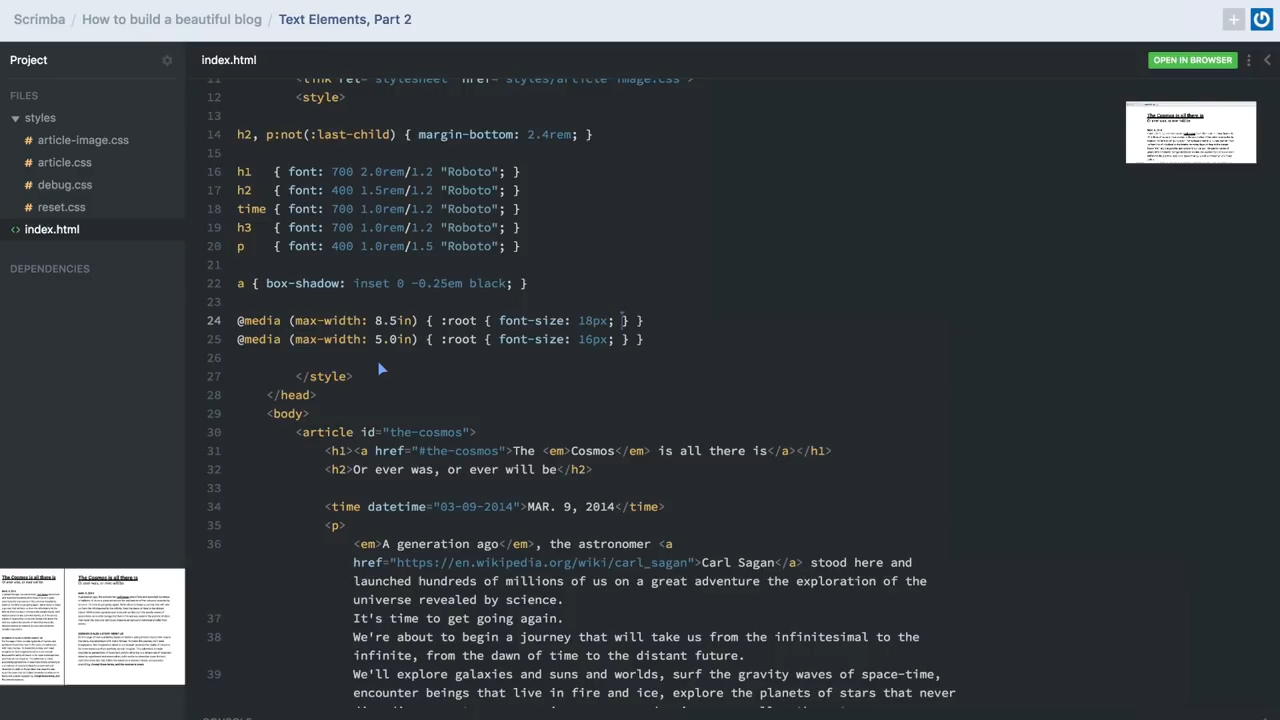 Scrimba / How to build a beautiful blog / Text Elements, Part 2
Project
FILES
styles
# article-image.css
# article.css
# debug.css
# reset.css
<> index.html
DEPENDENCIES
index.html
OPEN IN BROWSER
11 <link rel="stylesheet" href="styles/article-image.css">
12 <style>
13
14 h2, p:not(:last-child) { margin-bottom: 2.4rem; }
15
16 h1 { font: 700 2.0rem/1.2 "Roboto"; }
17 h2 { font: 400 1.5rem/1.2 "Roboto"; }
18 time { font: 700 1.0rem/1.2 "Roboto"; }
19 h3 { font: 700 1.0rem/1.2 "Roboto"; }
20 p { font: 400 1.0rem/1.5 "Roboto"; }
21
22 a { box-shadow: inset 0 -0.25em black; }
23
24 @media (max-width: 8.5in) { :root { font-size: 18px; } }
25 @media (max-width: 5.0in) { :root { font-size: 16px; } }
26
27 </style>
28 </head>
29 <body>
30 <article id="the-cosmos">
31 <h1><a href="#the-cosmos">The <em>Cosmos</em> is all there is</a></h1>
32 <h2>Or ever was, or ever will be</h2>
33
34 <time datetime="03-09-2014">MAR. 9, 2014</time>
35 <p>
36 <em>A generation ago</em>, the astronomer <a
href="https://en.wikipedia.org/wiki/carl_sagan">Carl Sagan</a> stood here and
launched hundreds of millions of us on a great adventure: the exploration of the
universe revealed by science.
37 It's time to get going again.
38 We're about to begin a journey that will take us from the infinitesimal to the
infinite, from the dawn of time to the distant future.
39 We'll explore galaxies and suns and worlds, surf the gravity waves of space-time,
encounter beings that live in fire and ice, explore the planets of stars that never